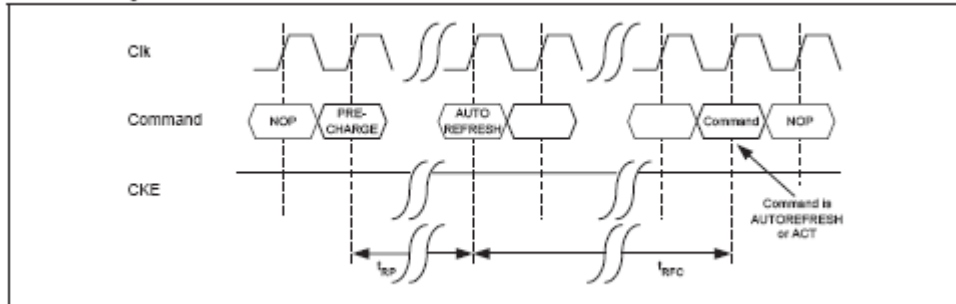 Clk
Command
NOP
PRE-
CHARGE
AUTO
REFRESH
Command
NOP
CKE
Command is
AUTOREFRESH
or ACT
tRP
tRFC